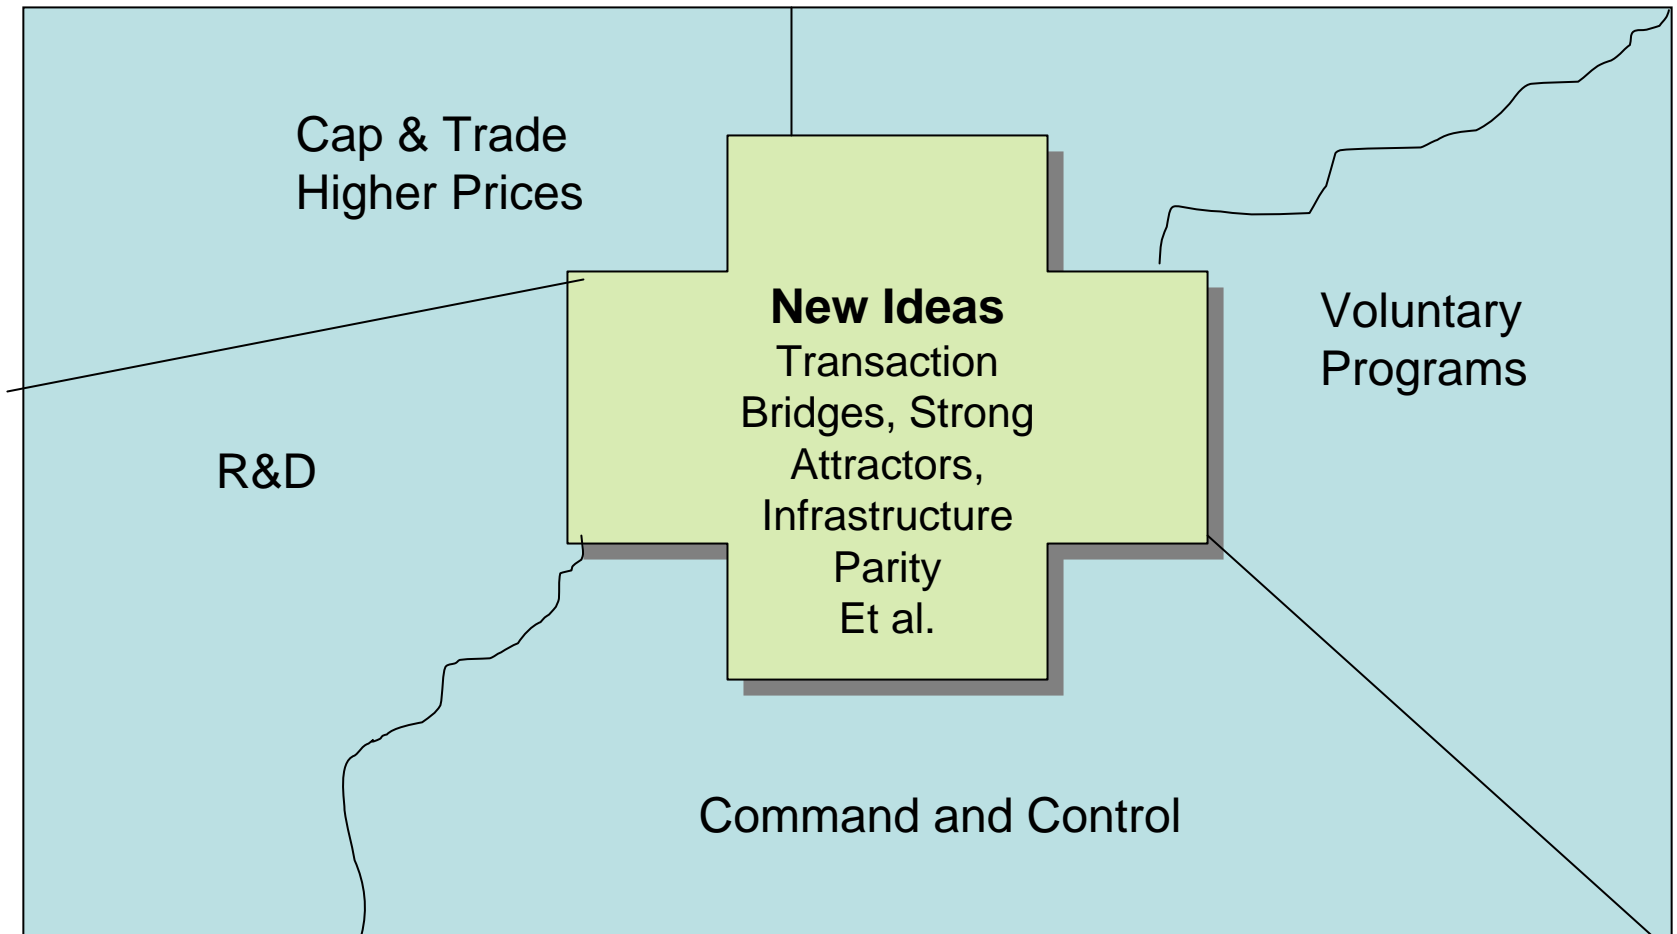 Cap & Trade
Higher Prices
New Ideas
Transaction
Bridges, Strong
Attractors,
Infrastructure
Parity
Et al.
Voluntary
Programs
R&D
Command and Control